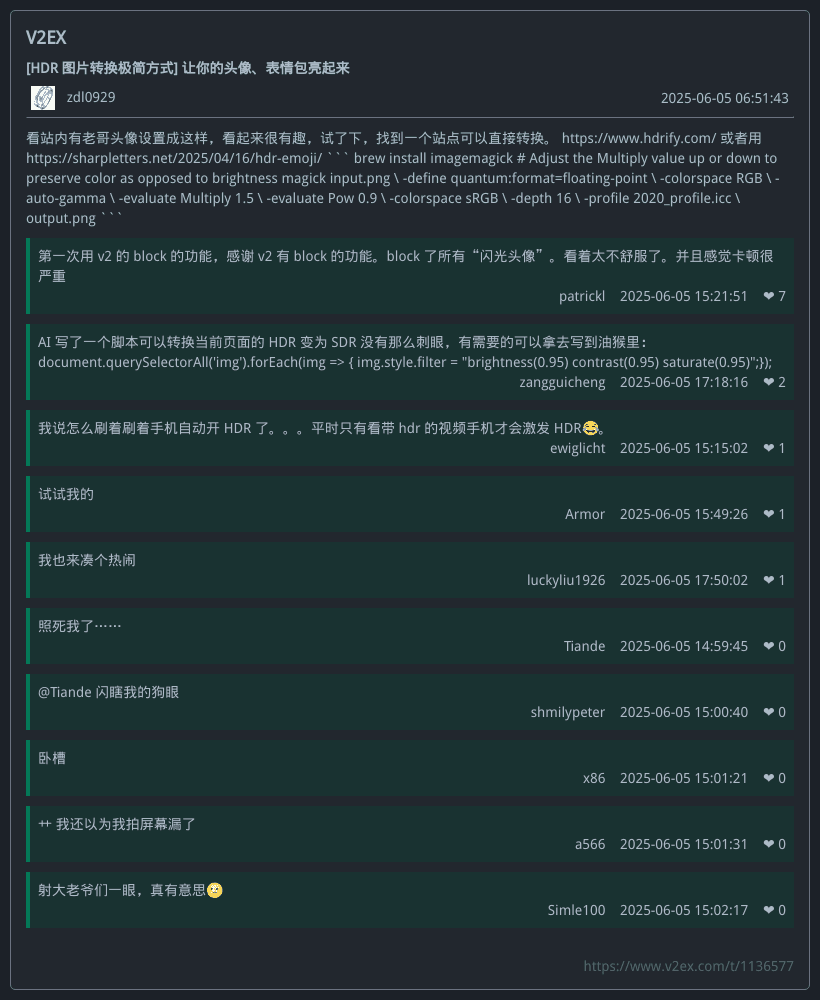 V2EX
[HDR 图片转换极简方式] 让你的头像、表情包亮起来
zdl0929 2025-06-05 06:51:43
看站内有老哥头像设置成这样，看起来很有趣，试了下，找到一个站点可以直接转换。 https://www.hdrify.com/ 或者用
https://sharpletters.net/2025/04/16/hdr-emoji/ ``` brew install imagemagick # Adjust the Multiply value up or down to
preserve color as opposed to brightness magick input.png \ -define quantum:format=floating-point \ -colorspace RGB \ -
auto-gamma \ -evaluate Multiply 1.5 \ -evaluate Pow 0.9 \ -colorspace sRGB \ -depth 16 \ -profile 2020_profile.icc \
output.png ```
第一次用 v2 的 block 的功能，感谢 v2 有 block 的功能。block 了所有“闪光头像”。看着太不舒服了。并且感觉卡顿很
严重
patrickl 2025-06-05 15:21:51 ❤ 7
AI 写了一个脚本可以转换当前页面的 HDR 变为 SDR 没有那么刺眼，有需要的可以拿去写到油猴里：
document.querySelectorAll('img').forEach(img => { img.style.filter = "brightness(0.95) contrast(0.95) saturate(0.95)";});
zangguicheng 2025-06-05 17:18:16 ❤ 2
我说怎么刷着刷着手机自动开 HDR 了。。。平时只有看带 hdr 的视频手机才会激发 HDR😂。
ewiglicht 2025-06-05 15:15:02 ❤ 1
试试我的
Armor 2025-06-05 15:49:26 ❤ 1
我也来凑个热闹
luckyliu1926 2025-06-05 17:50:02 ❤ 1
照死我了……
Tiande 2025-06-05 14:59:45 ❤ 0
@Tiande 闪瞎我的狗眼
shmilypeter 2025-06-05 15:00:40 ❤ 0
卧槽
x86 2025-06-05 15:01:21 ❤ 0
艹 我还以为我拍屏幕漏了
a566 2025-06-05 15:01:31 ❤ 0
射大老爷们一眼，真有意思🌝
Simle100 2025-06-05 15:02:17 ❤ 0
https://www.v2ex.com/t/1136577